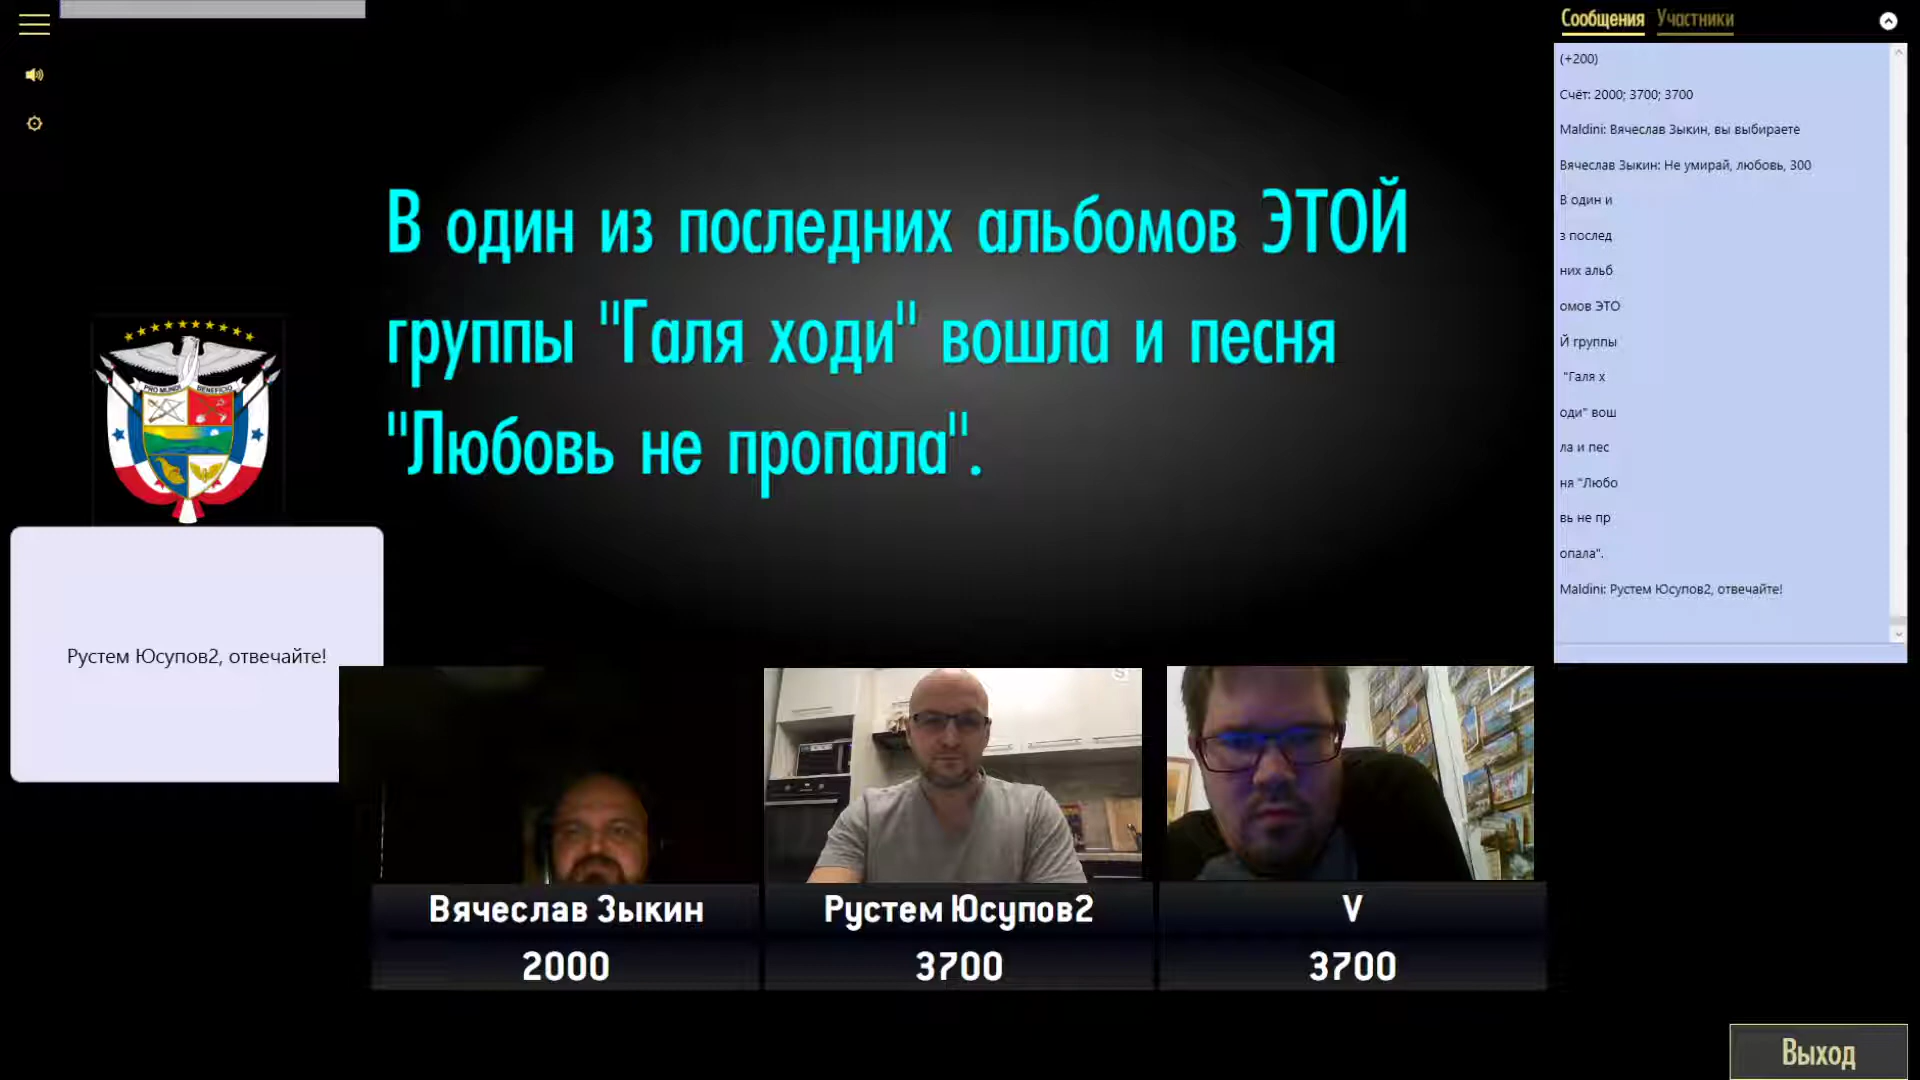 Сообщения Участники
(+200)
Счёт: 2000; 3700; 3700
Maldini: Вячеслав Зыкин, вы выбираете
Вячеслав Зыкин: Не умирай, любовь, 300
В один и
з послед
них альб
омов ЭТО
Й группы
"Галя х
оди" вош
ла и пес
ня "Любо
вь не пр
опала".
Maldini: Рустем Юсупов2, отвечайте!
В один из последних альбомов ЭТОЙ
группы "Галя ходи" вошла и песня
"Любовь не пропала".
PRO MUNDI BENEFICIO
Рустем Юсупов2, отвечайте!
Вячеслав Зыкин
2000
Рустем Юсупов2
3700
V
3700
Выход